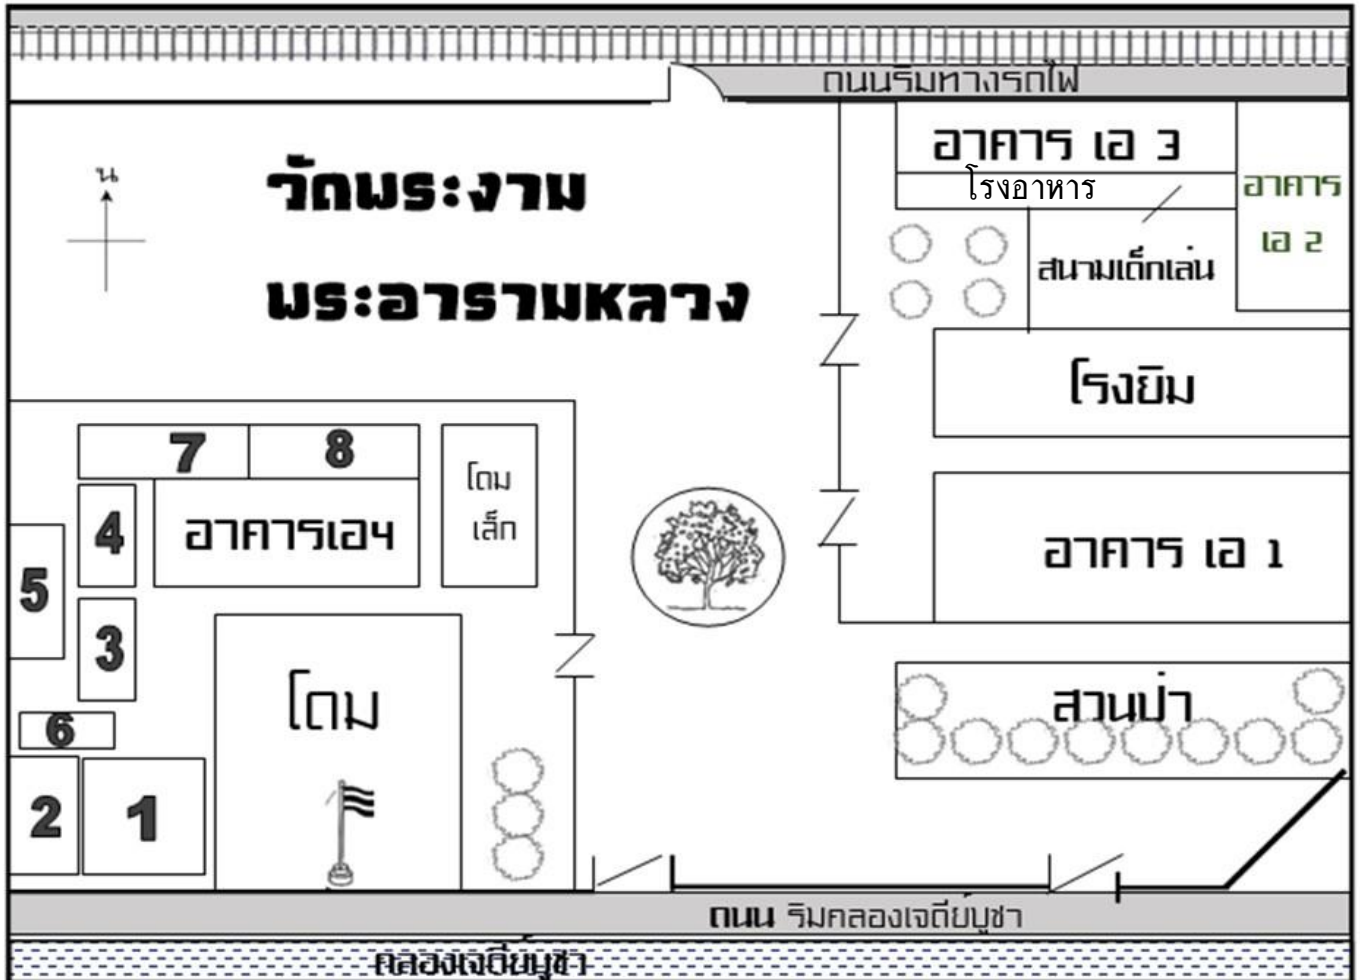 ถนนริมทางรถไฟ
น
วัดพระงาม
พระอารามหลวง
อาคาร เอ 3
โรงอาหาร
อาคาร
เอ 2
สนามเด็กเล่น
โรงยิม
7
8
โดม
เล็ก
4
อาคารเอ4
5
3
อาคาร เอ 1
6
โดม
สวนป่า
2
1
ถนน ริมคลองเจดีย์บูชา
คลองเจดีย์บูชา